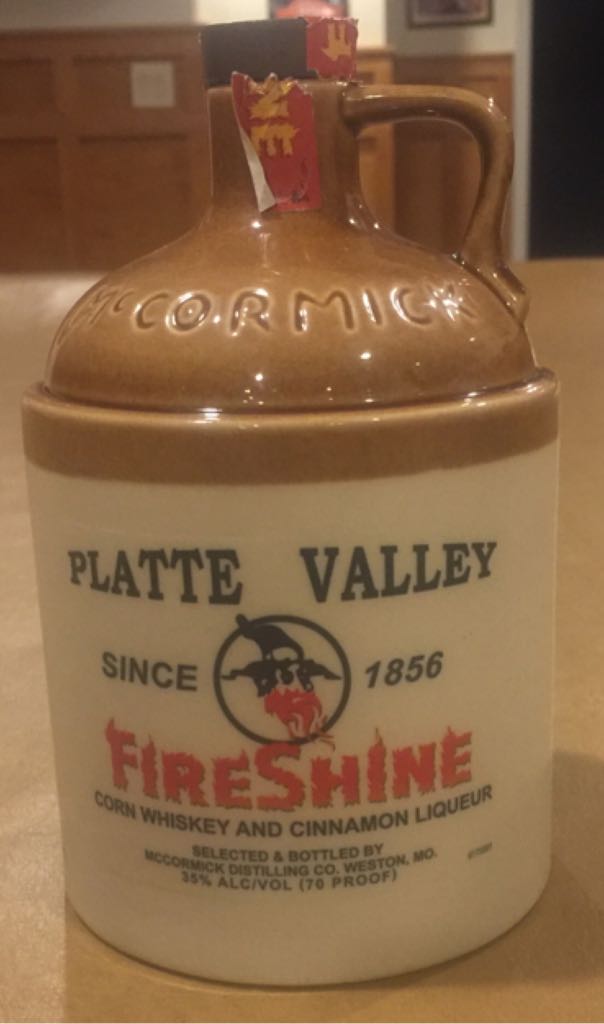 McCORMICK
PLATTE VALLEY
SINCE 1856
FIRESHINE
CORN WHISKEY AND CINNAMON LIQUEUR
SELECTED & BOTTLED BY
MCCORMICK DISTILLING CO. WESTON, MO.
35% ALC/VOL (70 PROOF)